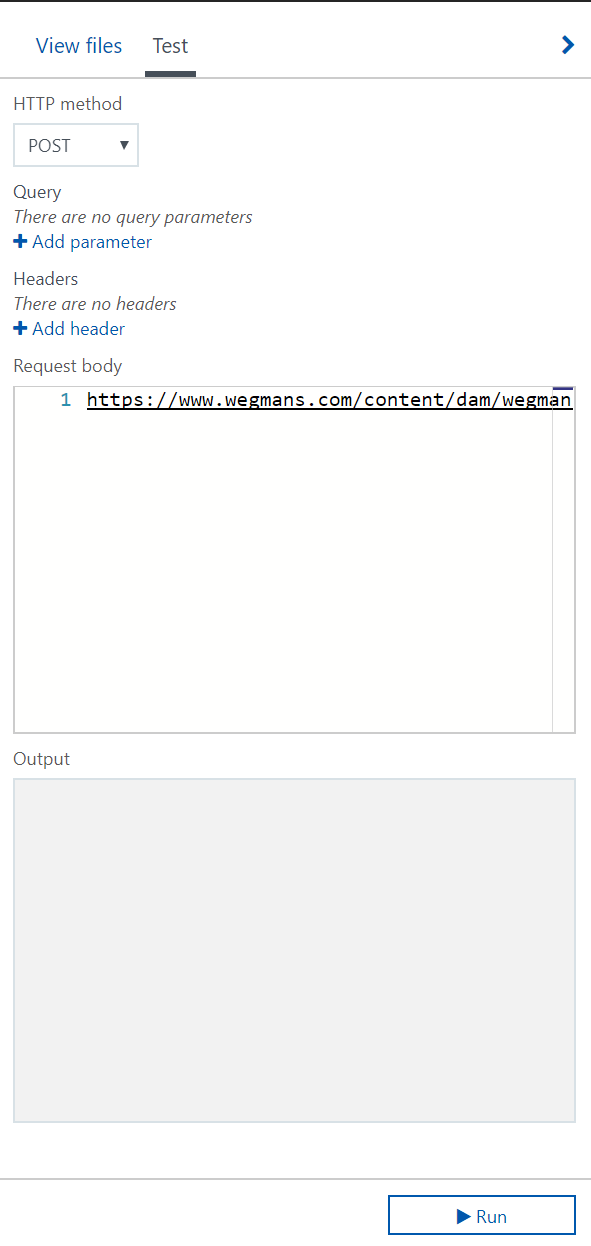 View files Test
HTTP method
POST
Query
There are no query parameters
Add parameter
Headers
There are no headers
Add header
Request body
1 https://www.wegmans.com/content/dam/wegman
Output
Run